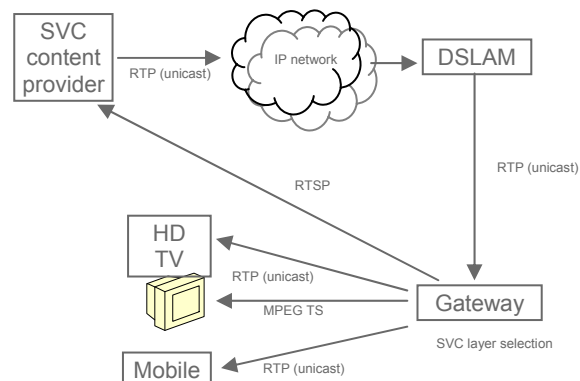 SVC
content
provider
RTP (unicast)
IP network
DSLAM
RTP (unicast)
RTSP
HD
TV
RTP (unicast)
MPEG TS
Gateway
SVC layer selection
Mobile
RTP (unicast)